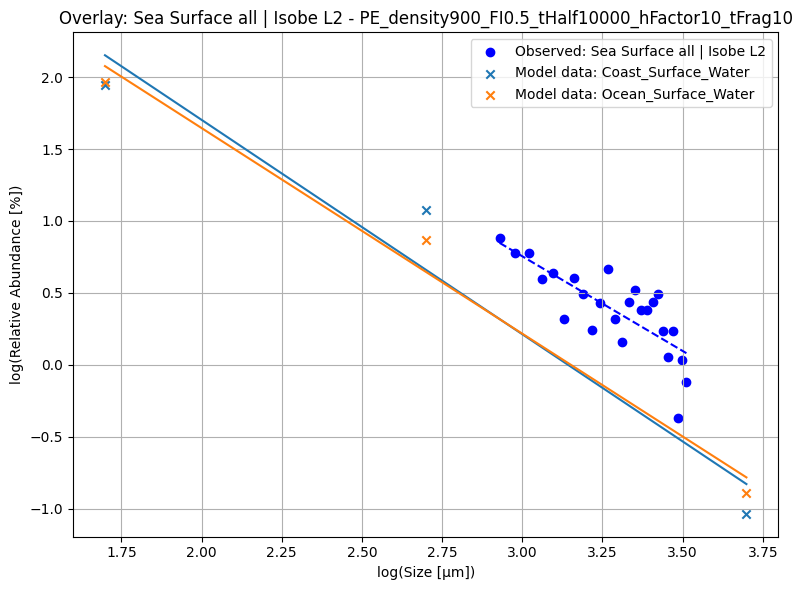 Overlay: Sea Surface all | Isobe L2 - PE_density900_FI0.5_tHalf10000_hFactor10_tFrag10
Observed: Sea Surface all | Isobe L2
Model data: Coast_Surface_Water
Model data: Ocean_Surface_Water
log(Relative Abundance [%])
2.0
1.5
1.0
0.5
0.0
−0.5
−1.0
1.75 2.00 2.25 2.50 2.75 3.00 3.25 3.50 3.75
log(Size [μm])